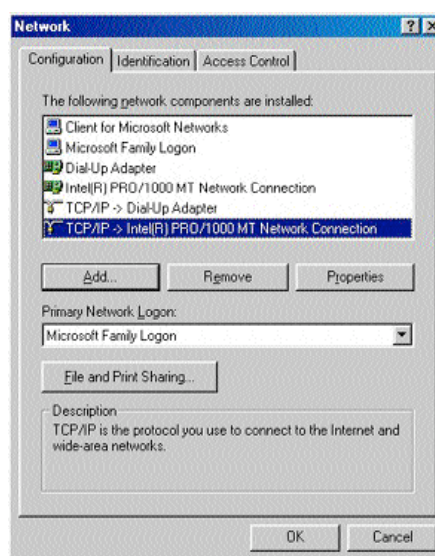 Network
Configuration Identification Access Control
The following network components are installed:
Client for Microsoft Networks
Microsoft Family Logon
Dial-Up Adapter
Intel(R) PRO/1000 MT Network Connection
TCP/IP -> Dial-Up Adapter
TCP/IP -> Intel(R) PRO/1000 MT Network Connection
Add... Remove Properties
Primary Network Logon:
Microsoft Family Logon
File and Print Sharing...
Description
TCP/IP is the protocol you use to connect to the Internet and
wide-area networks.
OK Cancel